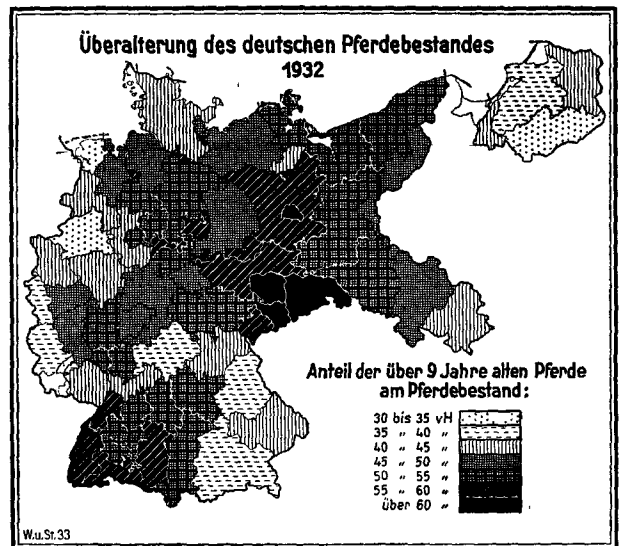 Überalterung des deutschen Pferdebestandes
1932
Anteil der über 9 Jahre alten Pferde
am Pferdebestand:
30 bis 35 vH
35 „ 40 „
40 „ 45 „
45 „ 50 „
50 „ 55 „
55 „ 60 „
über 60 „
W.u.St.33